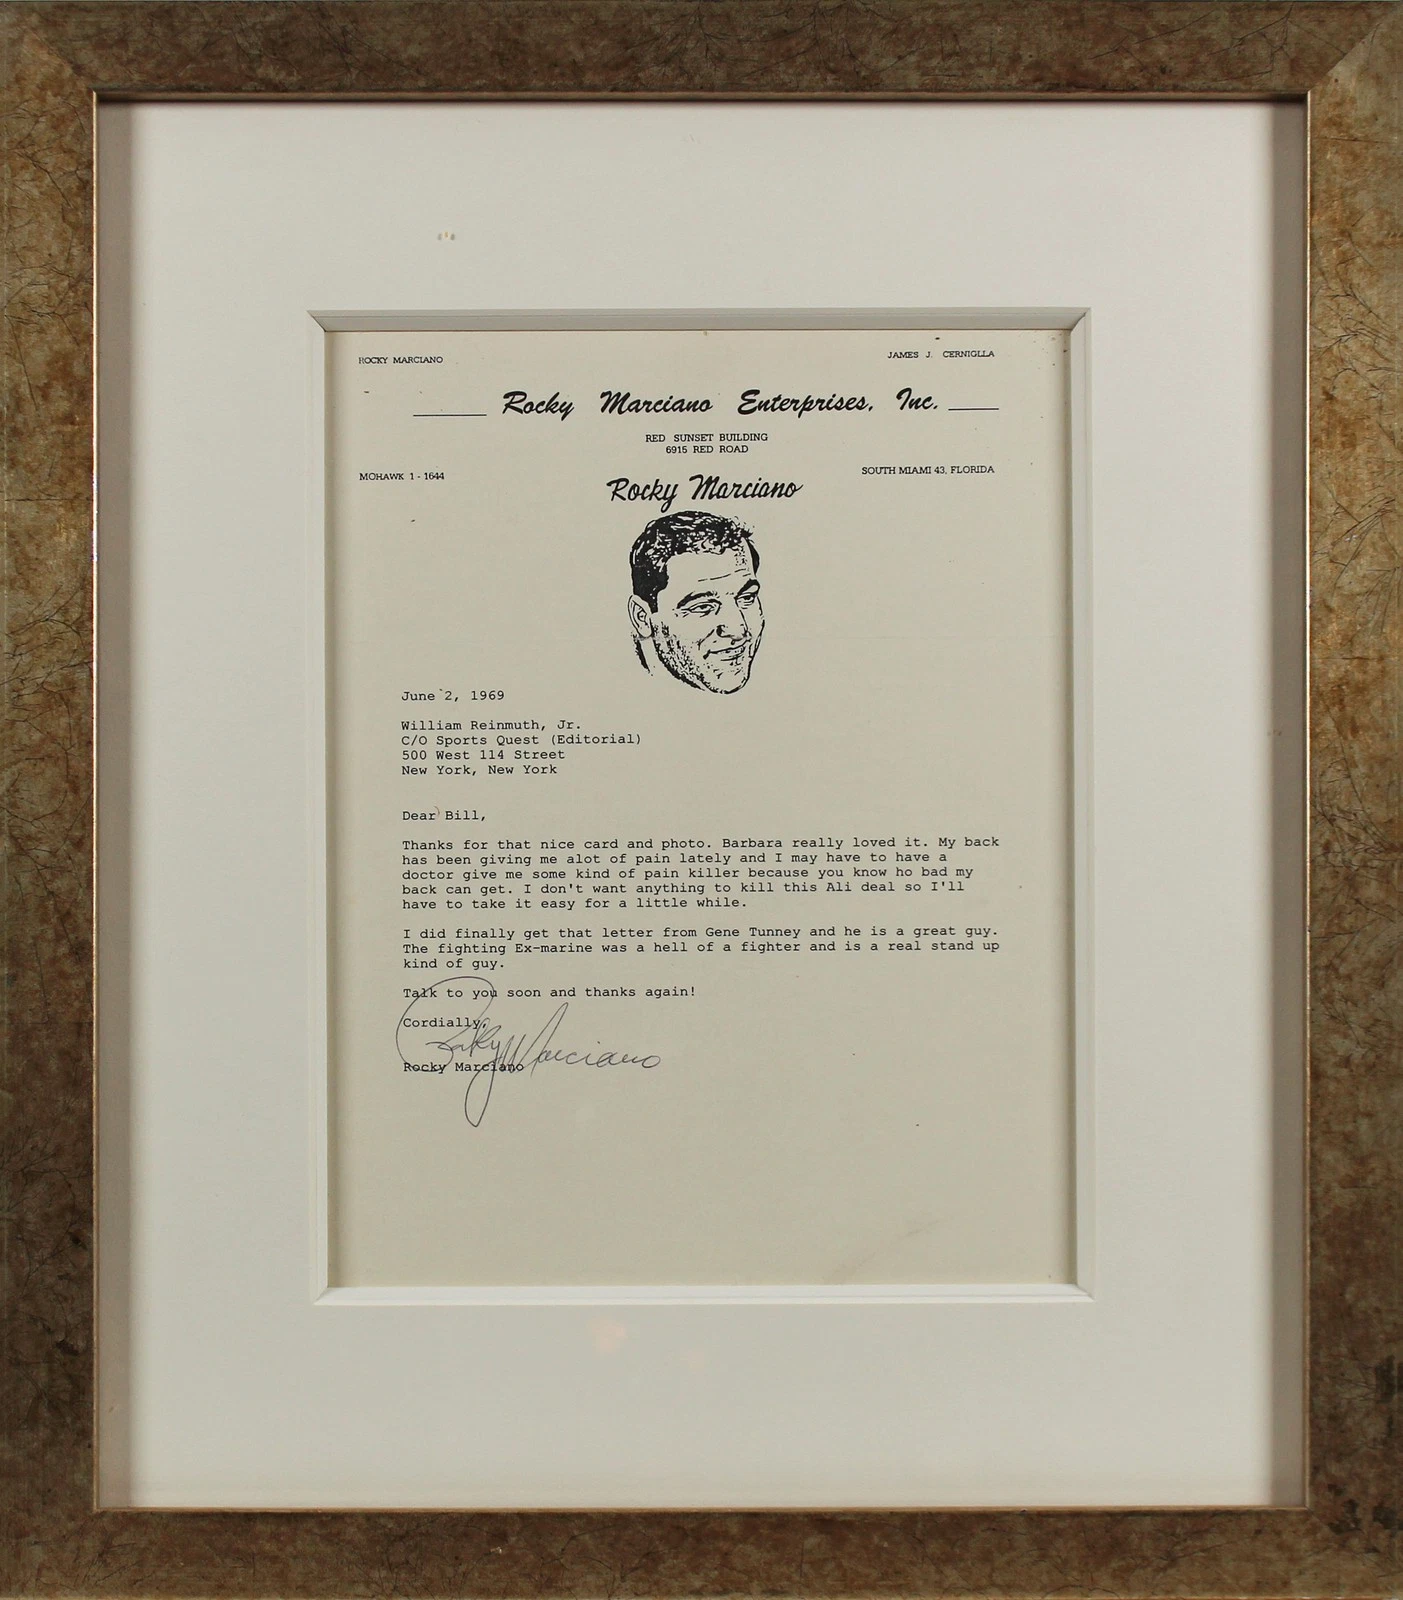 ROCKY MARCIANO
JAMES J. CERNIGLLA
Rocky Marciano Enterprises, Inc.
RED SUNSET BUILDING
6915 RED ROAD
MOHAWK 1 - 1644
SOUTH MIAMI 43, FLORIDA
Rocky Marciano
June 2, 1969
William Reinmuth, Jr.
C/O Sports Quest (Editorial)
500 West 114 Street
New York, New York
Dear Bill,
Thanks for that nice card and photo. Barbara really loved it. My back
has been giving me alot of pain lately and I may have to have a
doctor give me some kind of pain killer because you know ho bad my
back can get. I don't want anything to kill this Ali deal so I'll
have to take it easy for a little while.
I did finally get that letter from Gene Tunney and he is a great guy.
The fighting Ex-marine was a hell of a fighter and is a real stand up
kind of guy.
Talk to you soon and thanks again!
Cordially,
Rocky Marciano
Rocky Marciano